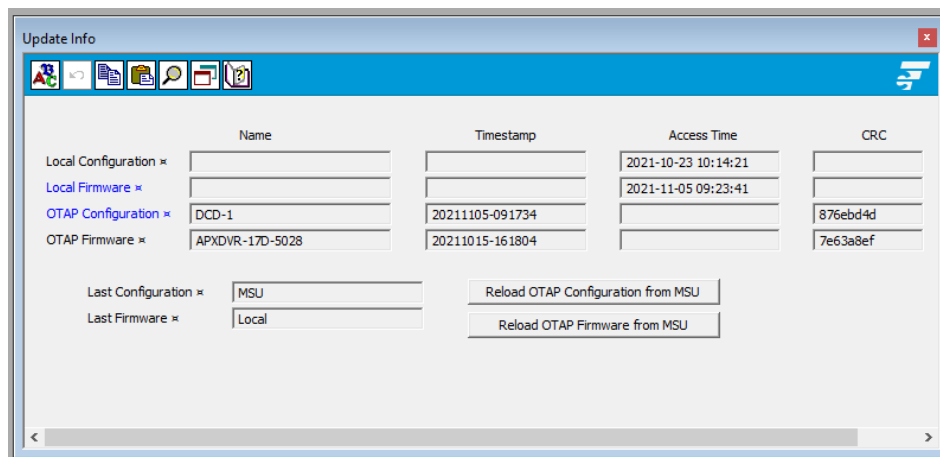 Update Info
Name Timestamp Access Time CRC
Local Configuration ¤ 2021-10-23 10:14:21
Local Firmware ¤ 2021-11-05 09:23:41
OTAP Configuration ¤ DCD-1 20211105-091734 876ebd4d
OTAP Firmware ¤ APXDVR-17D-5028 20211015-161804 7e63a8ef
Last Configuration ¤ MSU Reload OTAP Configuration from MSU
Last Firmware ¤ Local Reload OTAP Firmware from MSU